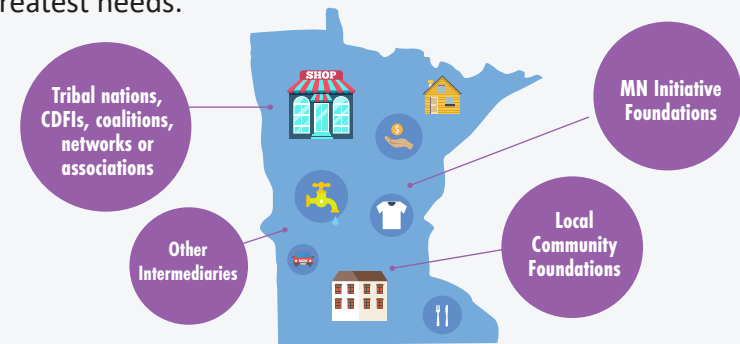 reatest needs.
SHOP
Tribal nations,
CDFIs, coalitions,
networks or
associations
MN Initiative
Foundations
$
Other
Intermediaries
Local
Community
Foundations